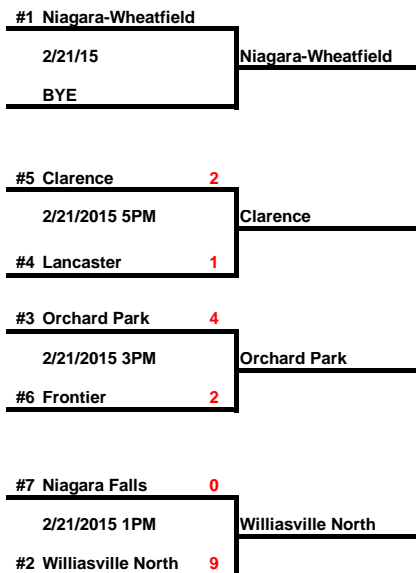 #1 Niagara-Wheatfield
2/21/15
Niagara-Wheatfield
BYE
#5 Clarence 2
2/21/2015 5PM
Clarence
#4 Lancaster 1
#3 Orchard Park 4
2/21/2015 3PM
Orchard Park
#6 Frontier 2
#7 Niagara Falls 0
2/21/2015 1PM
Williasville North
#2 Williasville North 9